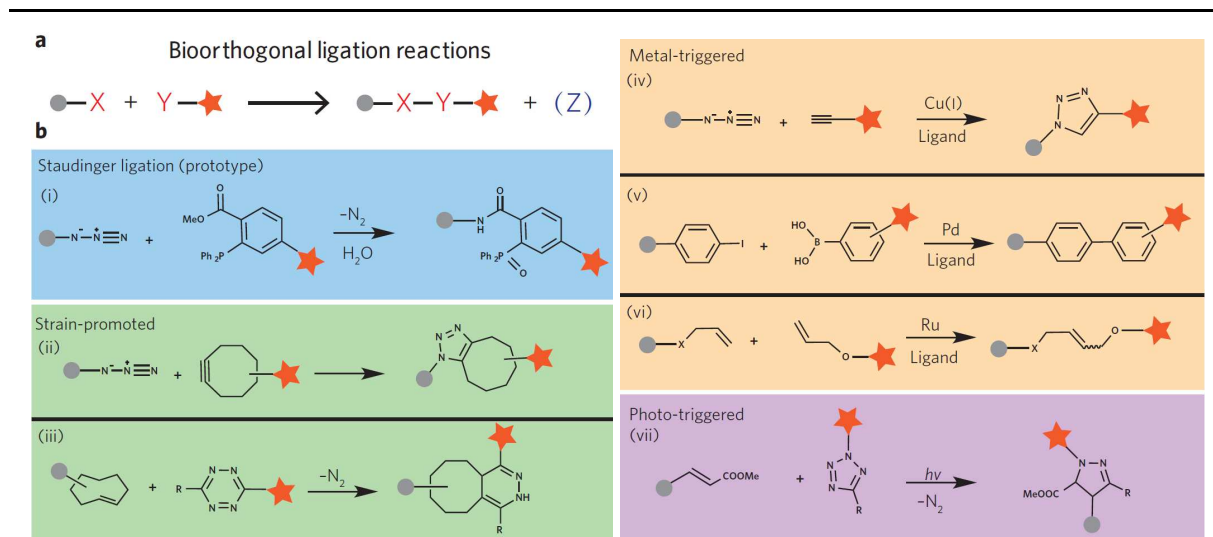 a
Bioorthogonal ligation reactions
X + Y X Y + (Z)
b
Staudinger ligation (prototype)
(i)
N⁻ N⁺ N + MeO O Ph₂P –N₂ H₂O N H O Ph₂P O
Strain-promoted
(ii)
N⁻ N⁺ N + N N N
(iii)
+ R N N N N –N₂ N NH R
Metal-triggered
(iv)
N⁻ N⁺ N + Cu(I) Ligand N N N
(v)
I + HO B HO Pd Ligand
(vi)
X + O Ru Ligand X O
Photo-triggered
(vii)
COOMe + N N N N R hv –N₂ MeOOC N N R